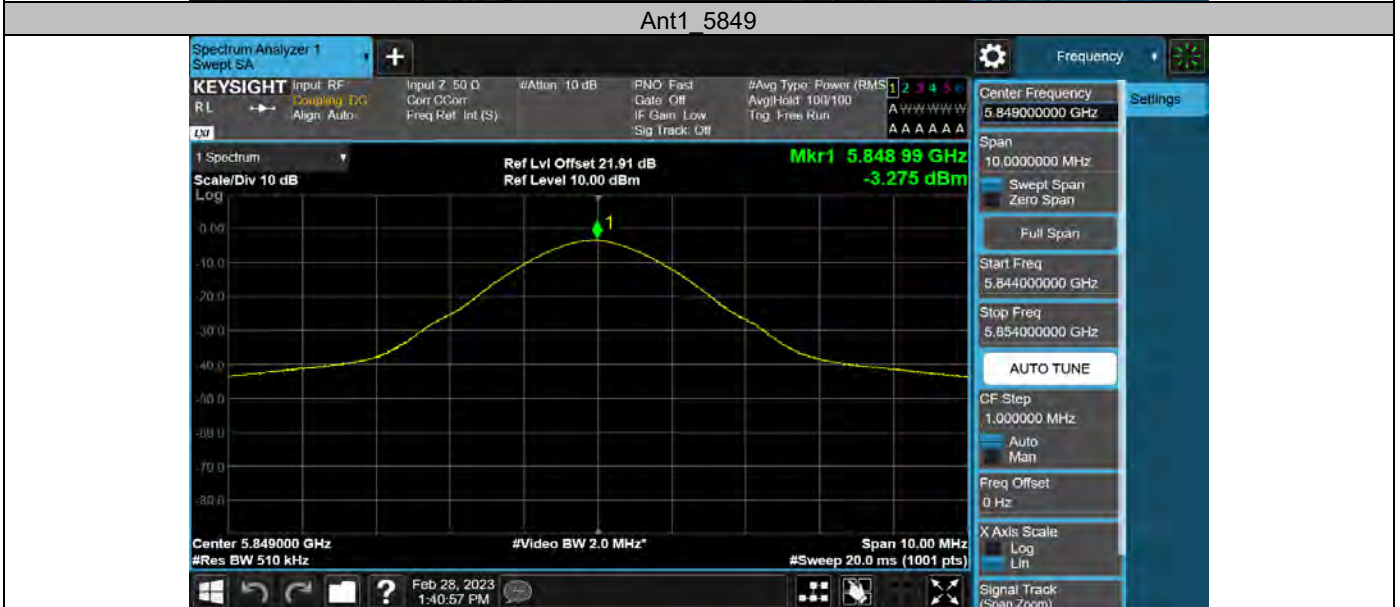 Ant1_5849
Spectrum Analyzer 1
Swept SA
+
Frequency
KEYSIGHT
RL
LXI
Input: RF
Coupling: DC
Align: Auto
Input Z: 50 Ω
Corr CCorr
Freq Ref: Int (S)
#Atten: 10 dB
PNO: Fast
Gate: Off
IF Gain: Low
Sig Track: Off
#Avg Type: Power (RMS
Avg|Hold: 100/100
Trig: Free Run
1 2 3 4 5 6
A W W W W W
A A A A A A
1 Spectrum
Scale/Div 10 dB
Log
Ref Lvl Offset 21.91 dB
Ref Level 10.00 dBm
Mkr1 5.848 99 GHz
-3.275 dBm
1
0.00
-10.0
-20.0
-30.0
-40.0
-50.0
-60.0
-70.0
-80.0
Center 5.849000 GHz
#Res BW 510 kHz
#Video BW 2.0 MHz*
Span 10.00 MHz
#Sweep 20.0 ms (1001 pts)
?
Feb 28, 2023
1:40:57 PM
Center Frequency
5.849000000 GHz
Settings
Span
10.0000000 MHz
Swept Span
Zero Span
Full Span
Start Freq
5.844000000 GHz
Stop Freq
5.854000000 GHz
AUTO TUNE
CF Step
1.000000 MHz
Auto
Man
Freq Offset
0 Hz
X Axis Scale
Log
Lin
Signal Track
(Span Zoom)